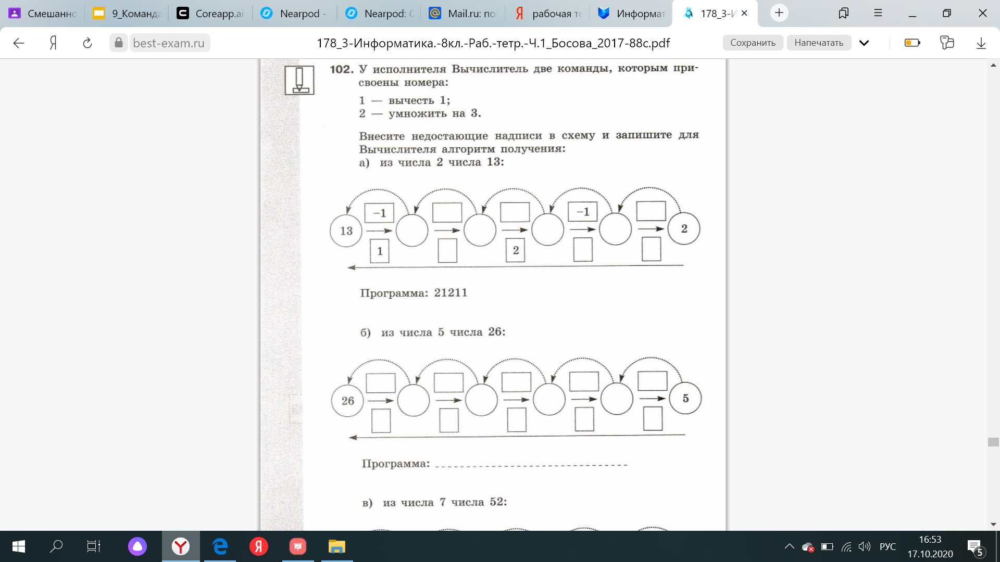 Смешанно
9_Команда
Coreapp.ai
Nearpod -
Nearpod: C
Mail.ru: по
рабочая те
Информат
178_3-И
best-exam.ru
178_3-Информатика.-8кл.-Раб.-тетр.-Ч.1_Босова_2017-88с.pdf
Сохранить
Напечатать
102. У исполнителя Вычислитель две команды, которым при-
своены номера:
1 — вычесть 1;
2 — умножить на 3.
Внесите недостающие надписи в схему и запишите для
Вычислителя алгоритм получения:
а) из числа 2 числа 13:
−1 −1
13 2
1 2
Программа: 21211
б) из числа 5 числа 26:
26 5
Программа:
в) из числа 7 числа 52:
РУС
16:53
17.10.2020
5